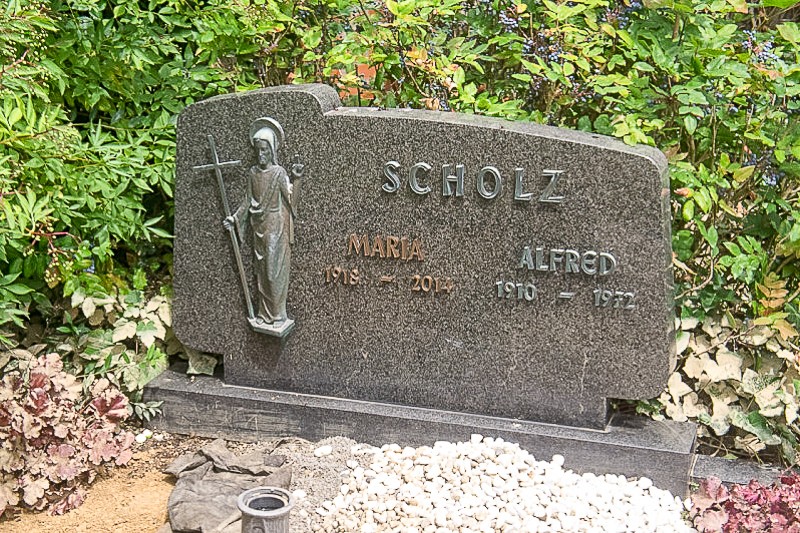 SCHOLZ
MARIA ALFRED
1918 – 2014 1910 – 1972